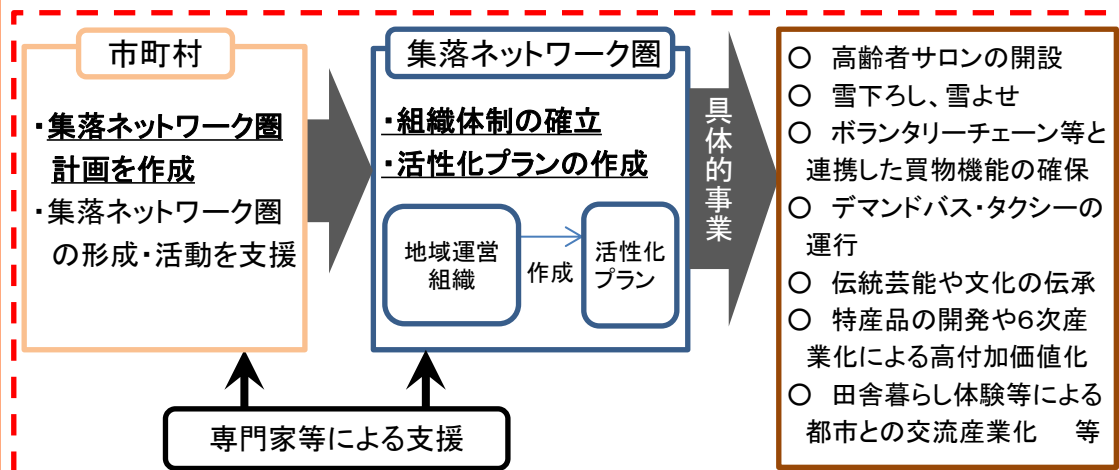 市町村
・集落ネットワーク圏
計画を作成
・集落ネットワーク圏
の形成・活動を支援
集落ネットワーク圏
・組織体制の確立
・活性化プランの作成
地域運営
組織
作成
活性化
プラン
専門家等による支援
具体的事業
○ 高齢者サロンの開設
○ 雪下ろし、雪よせ
○ ボランタリーチェーン等と
連携した買物機能の確保
○ デマンドバス・タクシーの
運行
○ 伝統芸能や文化の伝承
○ 特産品の開発や6次産
業化による高付加価値化
○ 田舎暮らし体験等による
都市との交流産業化 等